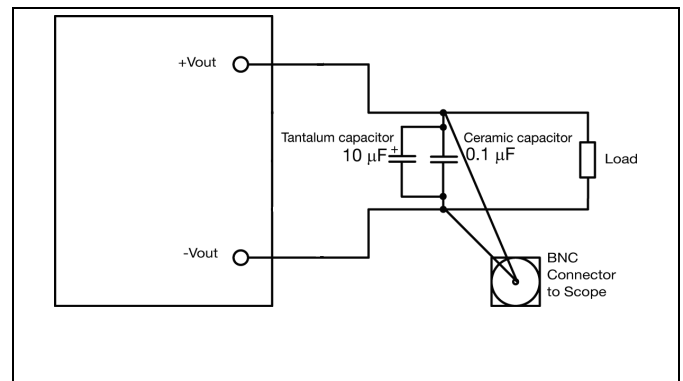 +Vout
Tantalum capacitor
10 µF
+
Ceramic capacitor
0.1 µF
Load
-Vout
BNC
Connector
to Scope